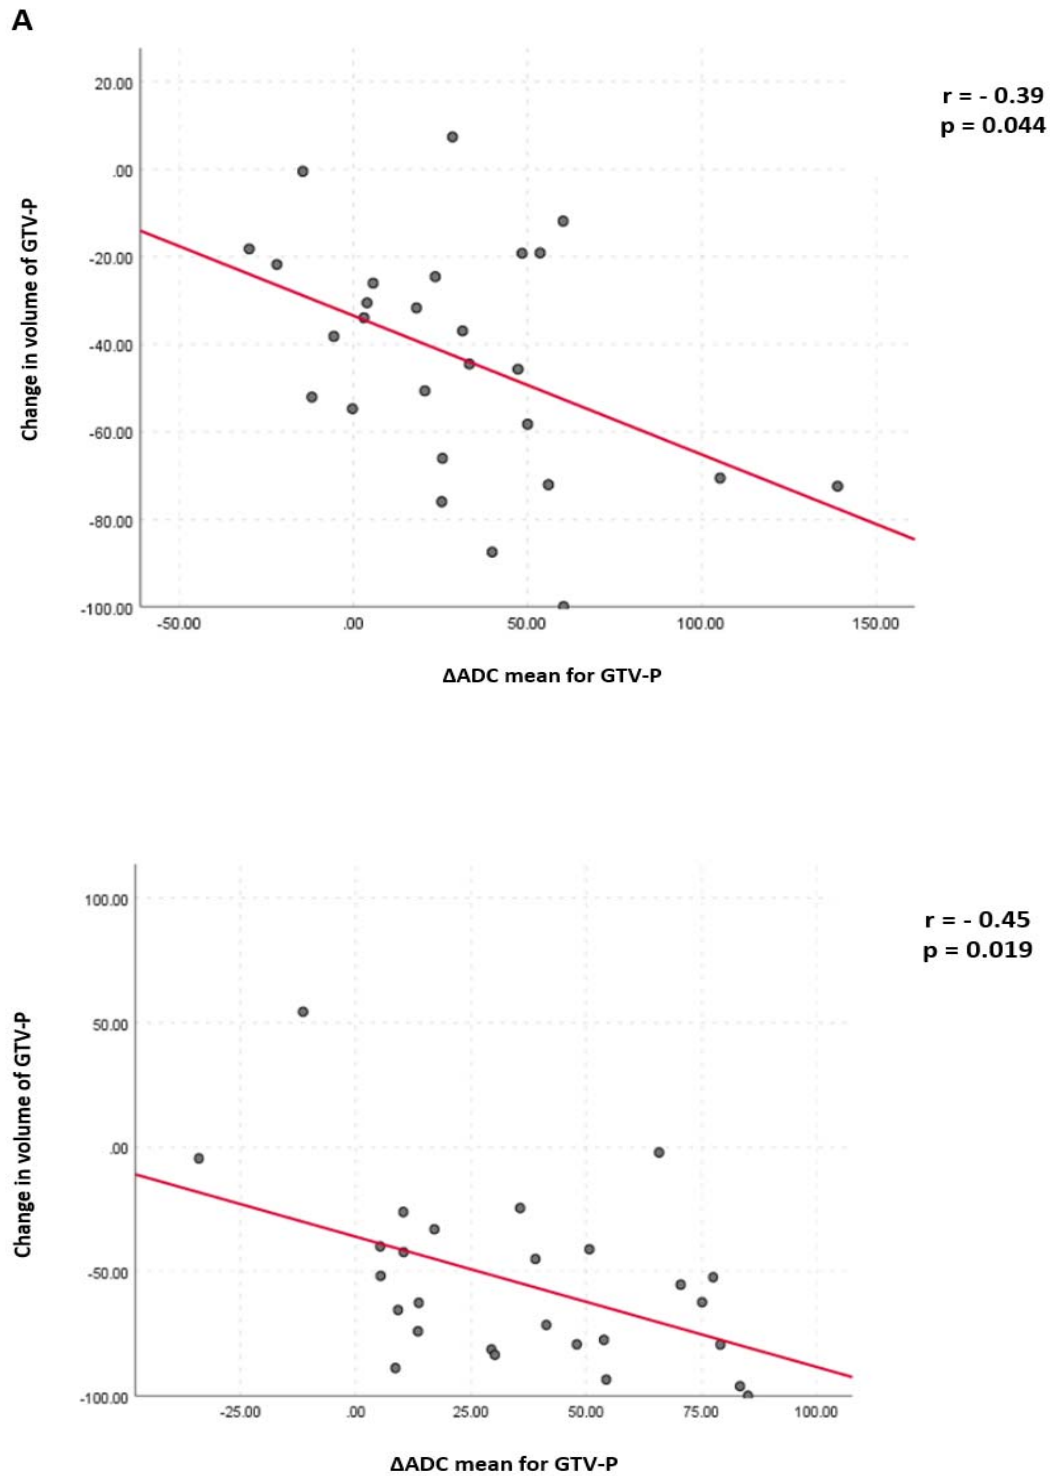 A
r = - 0.39
p = 0.044
Change in volume of GTV-P
20.00
.00
-20.00
-40.00
-60.00
-80.00
-100.00
-50.00 .00 50.00 100.00 150.00
ΔADC mean for GTV-P
r = - 0.45
p = 0.019
Change in volume of GTV-P
100.00
50.00
.00
-50.00
-100.00
-25.00 .00 25.00 50.00 75.00 100.00
ΔADC mean for GTV-P